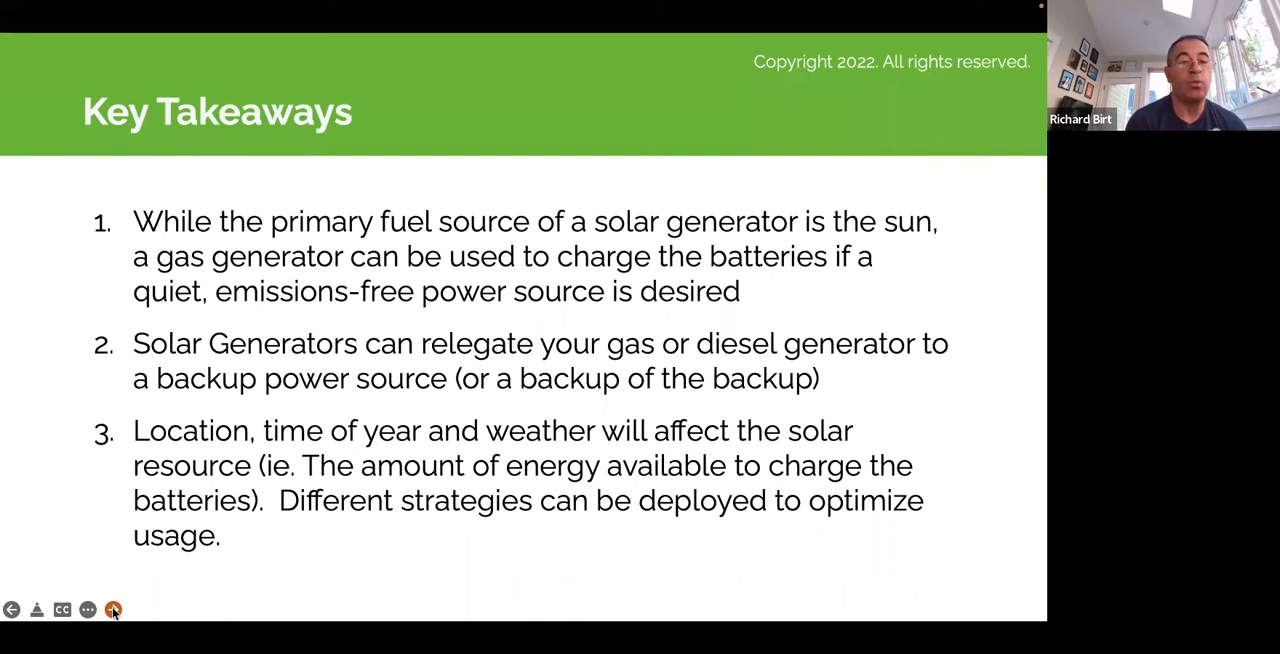 Copyright 2022. All rights reserved.
Key Takeaways
1. While the primary fuel source of a solar generator is the sun,
a gas generator can be used to charge the batteries if a
quiet, emissions-free power source is desired
2. Solar Generators can relegate your gas or diesel generator to
a backup power source (or a backup of the backup)
3. Location, time of year and weather will affect the solar
resource (ie. The amount of energy available to charge the
batteries).  Different strategies can be deployed to optimize
usage.
CC
Richard Birt